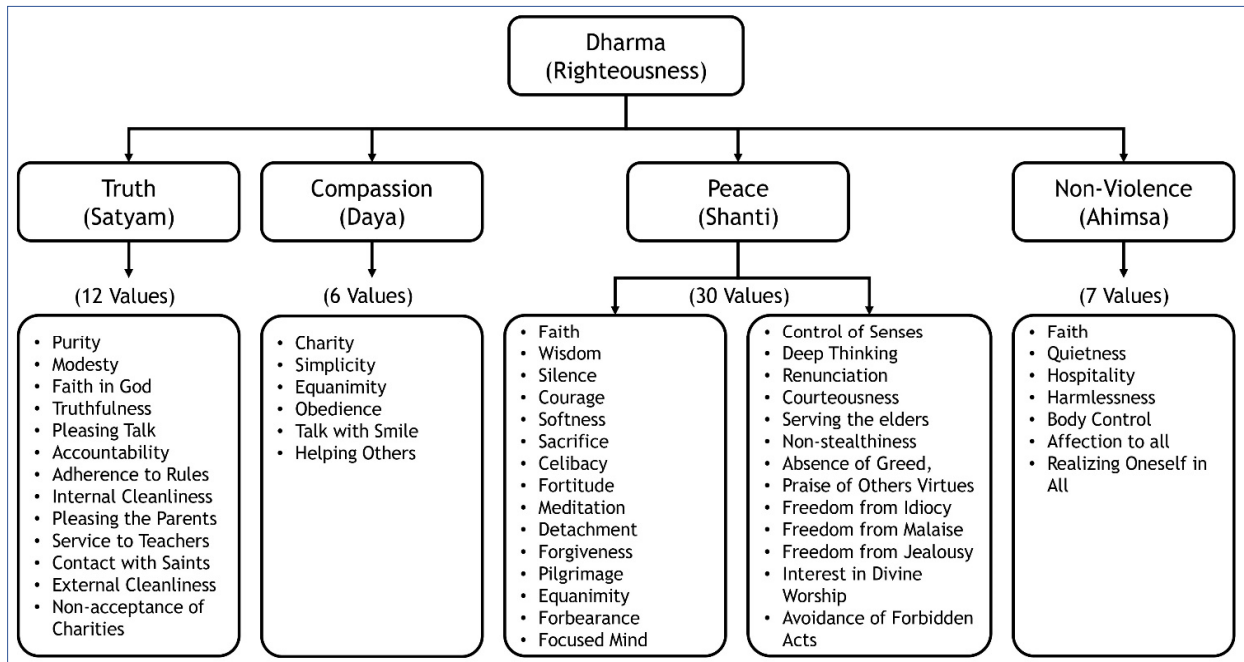 Dharma
(Righteousness)
Truth
(Satyam)
Compassion
(Daya)
Peace
(Shanti)
Non-Violence
(Ahimsa)
(12 Values)
(6 Values)
(30 Values)
(7 Values)
• Purity
• Modesty
• Faith in God
• Truthfulness
• Pleasing Talk
• Accountability
• Adherence to Rules
• Internal Cleanliness
• Pleasing the Parents
• Service to Teachers
• Contact with Saints
• External Cleanliness
• Non-acceptance of
Charities
• Charity
• Simplicity
• Equanimity
• Obedience
• Talk with Smile
• Helping Others
• Faith
• Wisdom
• Silence
• Courage
• Softness
• Sacrifice
• Celibacy
• Fortitude
• Meditation
• Detachment
• Forgiveness
• Pilgrimage
• Equanimity
• Forbearance
• Focused Mind
• Control of Senses
• Deep Thinking
• Renunciation
• Courteousness
• Serving the elders
• Non-stealthiness
• Absence of Greed,
• Praise of Others Virtues
• Freedom from Idiocy
• Freedom from Malaise
• Freedom from Jealousy
• Interest in Divine
Worship
• Avoidance of Forbidden
Acts
• Faith
• Quietness
• Hospitality
• Harmlessness
• Body Control
• Affection to all
• Realizing Oneself in
All